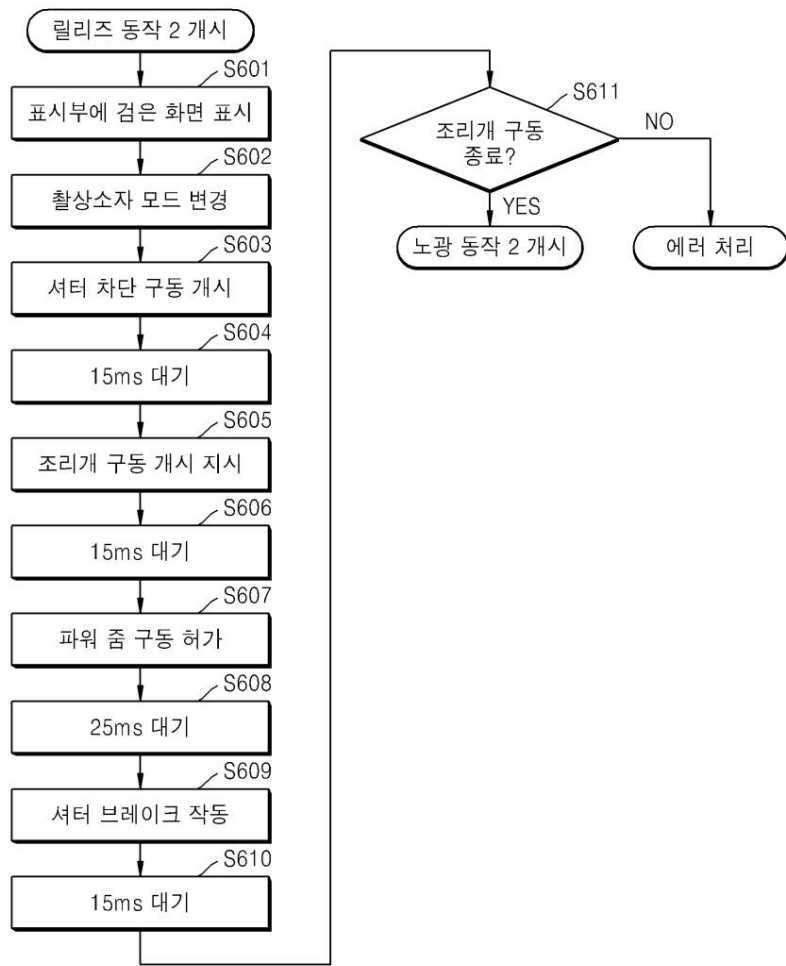 릴리즈 동작 2 개시
S601
표시부에 검은 화면 표시
S602
촬상소자 모드 변경
S603
셔터 차단 구동 개시
S604
15ms 대기
S605
조리개 구동 개시 지시
S606
15ms 대기
S607
파워 줌 구동 허가
S608
25ms 대기
S609
셔터 브레이크 작동
S610
15ms 대기
S611
조리개 구동
종료?
NO
YES
노광 동작 2 개시
에러 처리